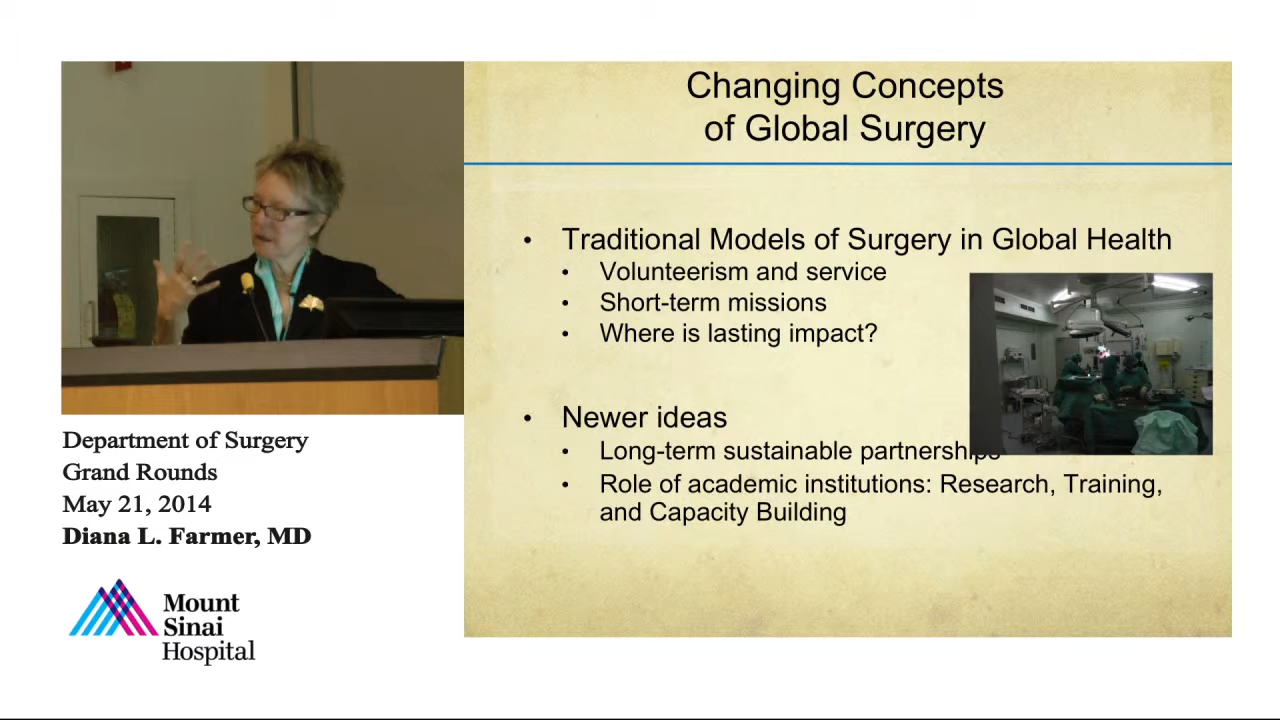 Changing Concepts
of Global Surgery
• Traditional Models of Surgery in Global Health
• Volunteerism and service
• Short-term missions
• Where is lasting impact?
• Newer ideas
• Long-term sustainable partnerships
• Role of academic institutions: Research, Training,
and Capacity Building
Department of Surgery
Grand Rounds
May 21, 2014
Diana L. Farmer, MD
Mount
Sinai
Hospital